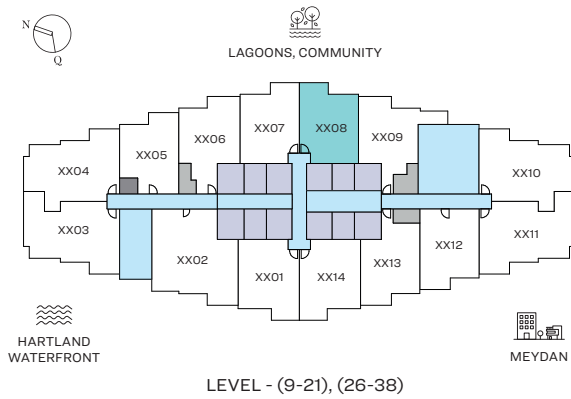 N
Q
LAGOONS, COMMUNITY
XX07
XX08
XX06
XX09
XX05
XX04
XX10
XX03
XX11
XX02
XX12
XX01
XX14
XX13
HARTLAND
WATERFRONT
MEYDAN
LEVEL - (9-21), (26-38)